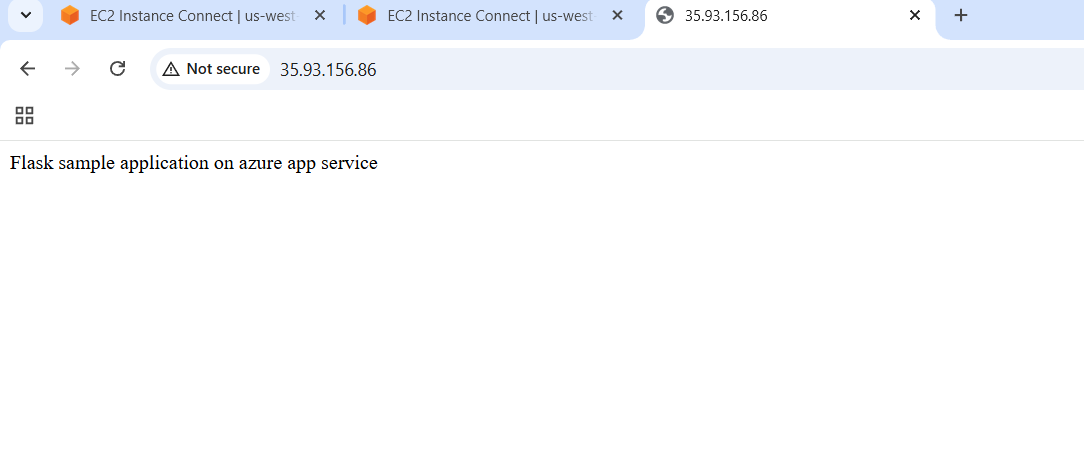 EC2 Instance Connect | us-west-
EC2 Instance Connect | us-west-
35.93.156.86
Not secure
35.93.156.86
Flask sample application on azure app service